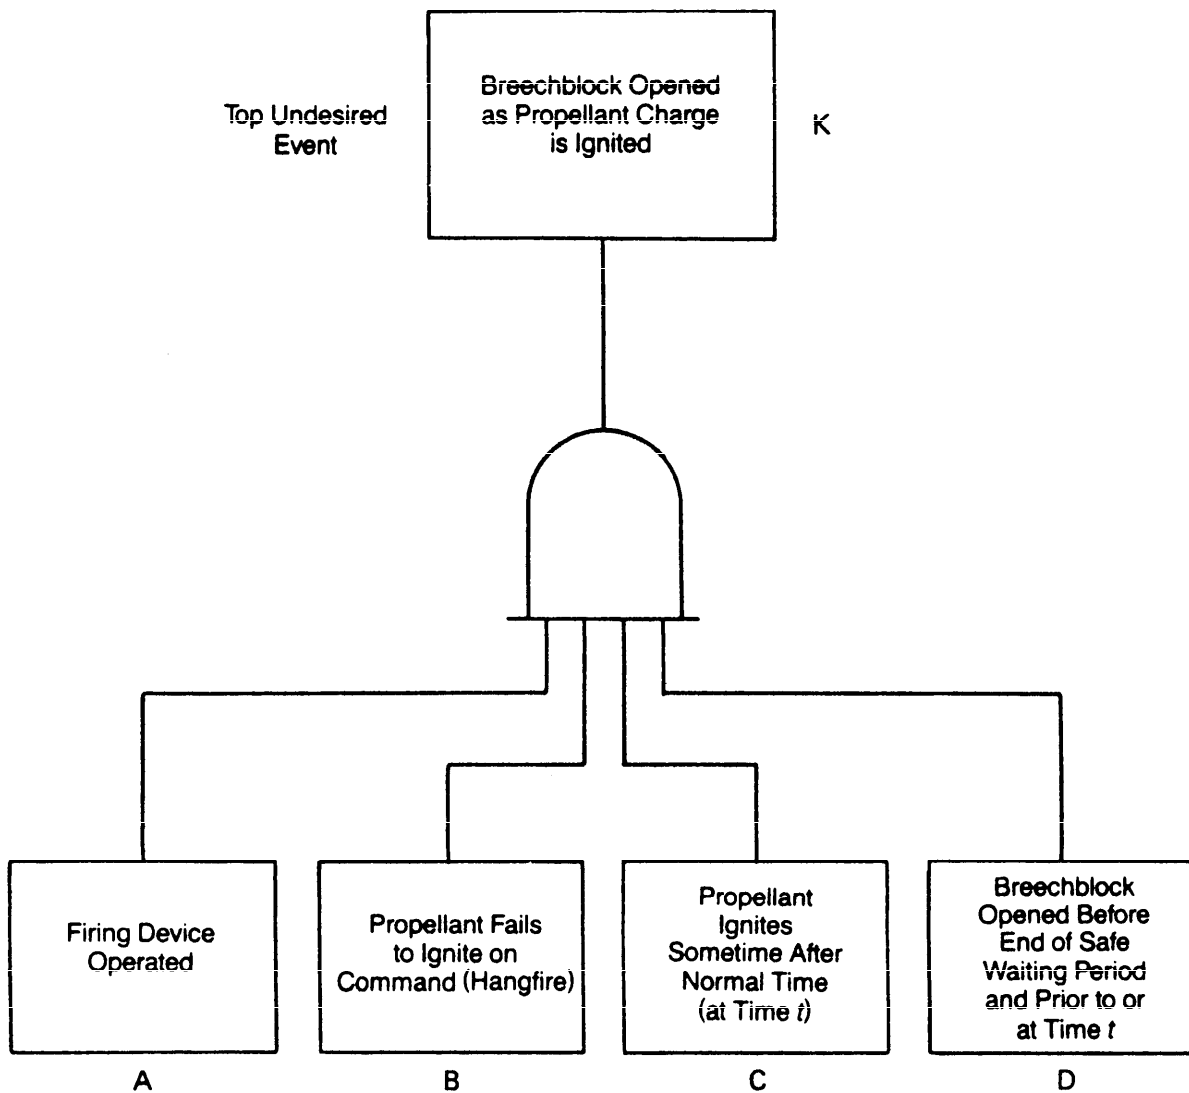 Top Undesired
Event
Breechblock Opened
as Propellant Charge
is Ignited
K
Firing Device
Operated
A
Propellant Fails
to Ignite on
Command (Hangfire)
B
Propellant
Ignites
Sometime After
Normal Time
(at Time t)
C
Breechblock
Opened Before
End of Safe
Waiting Period
and Prior to or
at Time t
D